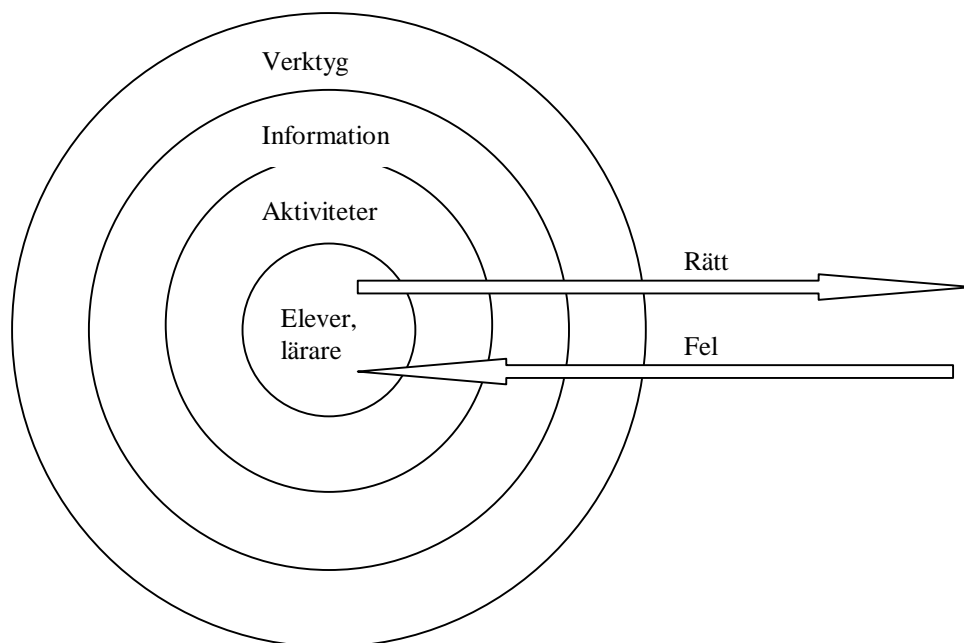 Verktyg
Information
Aktiviteter
Rätt
Elever,
lärare
Fel